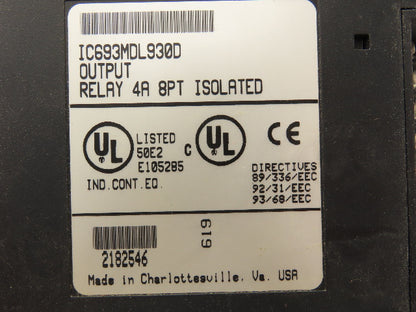 IC693MDL930D
OUTPUT
RELAY 4A 8PT ISOLATED
UL
LISTED
50E2
E105285
IND.CONT.EQ.
C UL
CE
DIRECTIVES
89/336/EEC
92/31/EEC
93/68/EEC
2182546
619
Made in Charlottesville, Va. USA